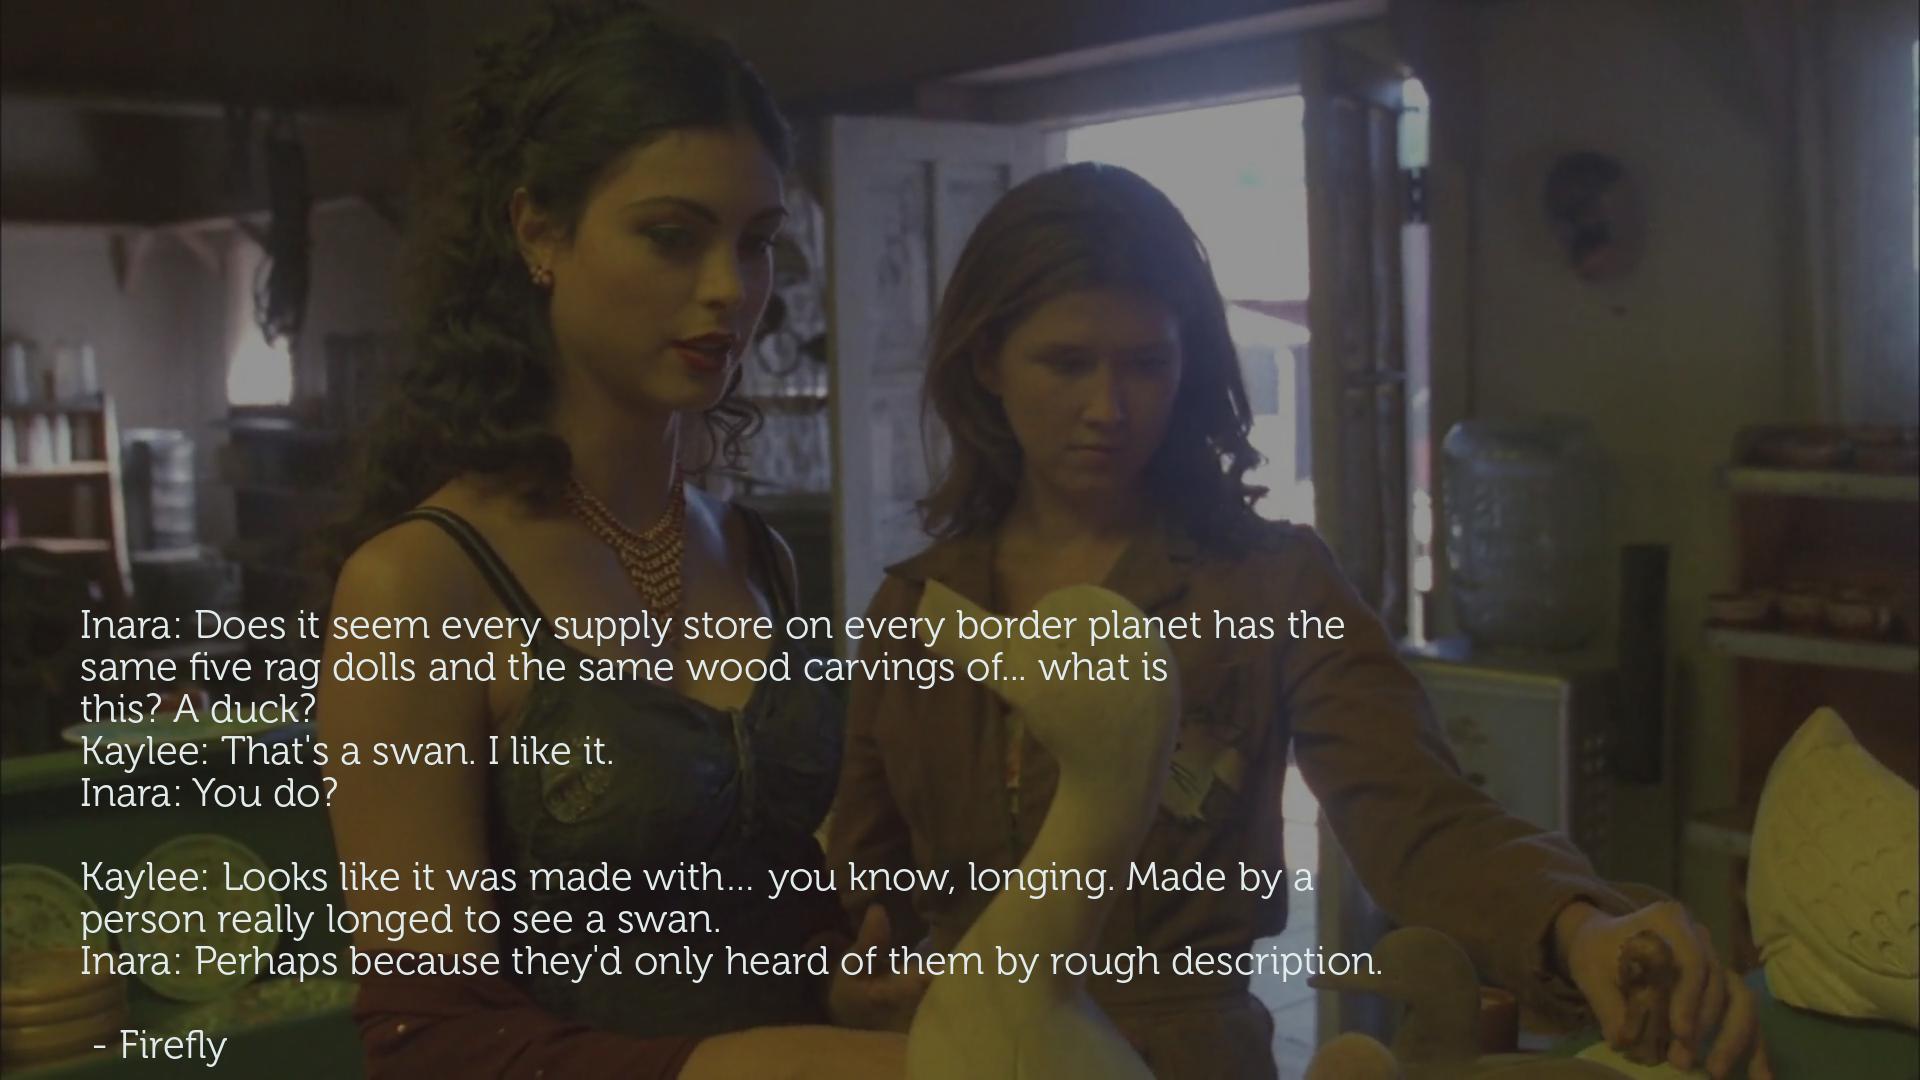 Inara: Does it seem every supply store on every border planet has the
same five rag dolls and the same wood carvings of... what is
this? A duck?
Kaylee: That's a swan. I like it.
Inara: You do?
Kaylee: Looks like it was made with... you know, longing. Made by a
person really longed to see a swan.
Inara: Perhaps because they'd only heard of them by rough description.
- Firefly